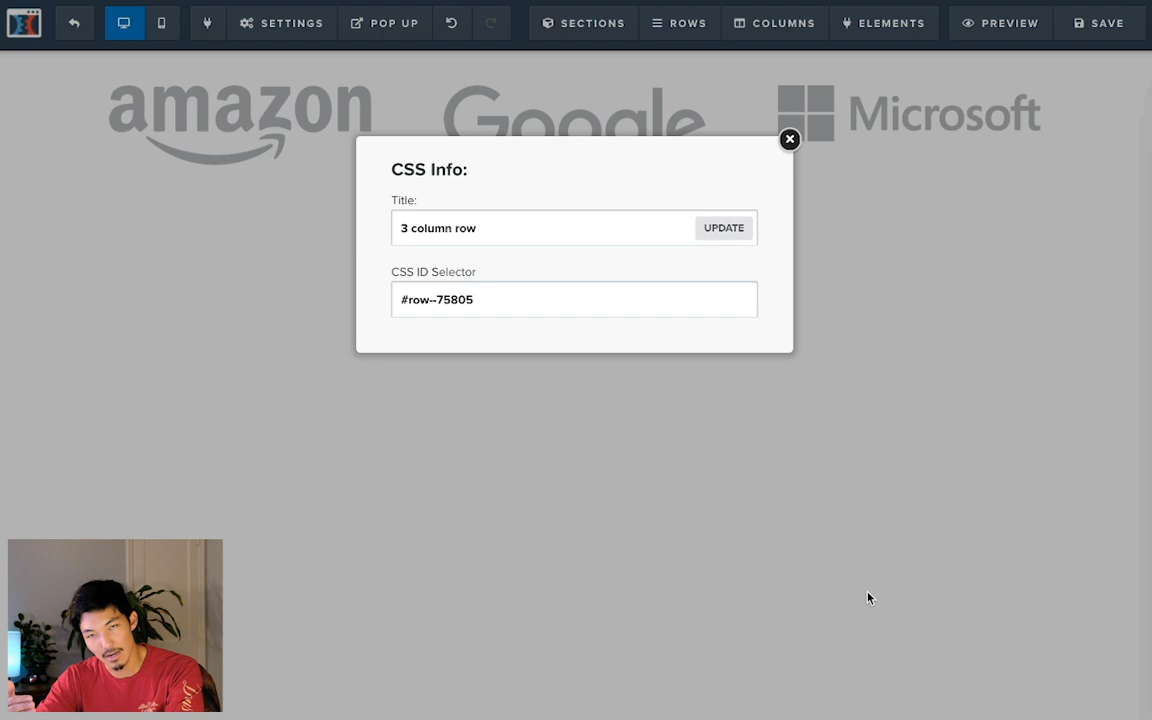 SETTINGS
POP UP
SECTIONS
ROWS
COLUMNS
ELEMENTS
PREVIEW
SAVE
amazon
Google
Microsoft
CSS Info:
Title:
3 column row
UPDATE
CSS ID Selector
#row--75805